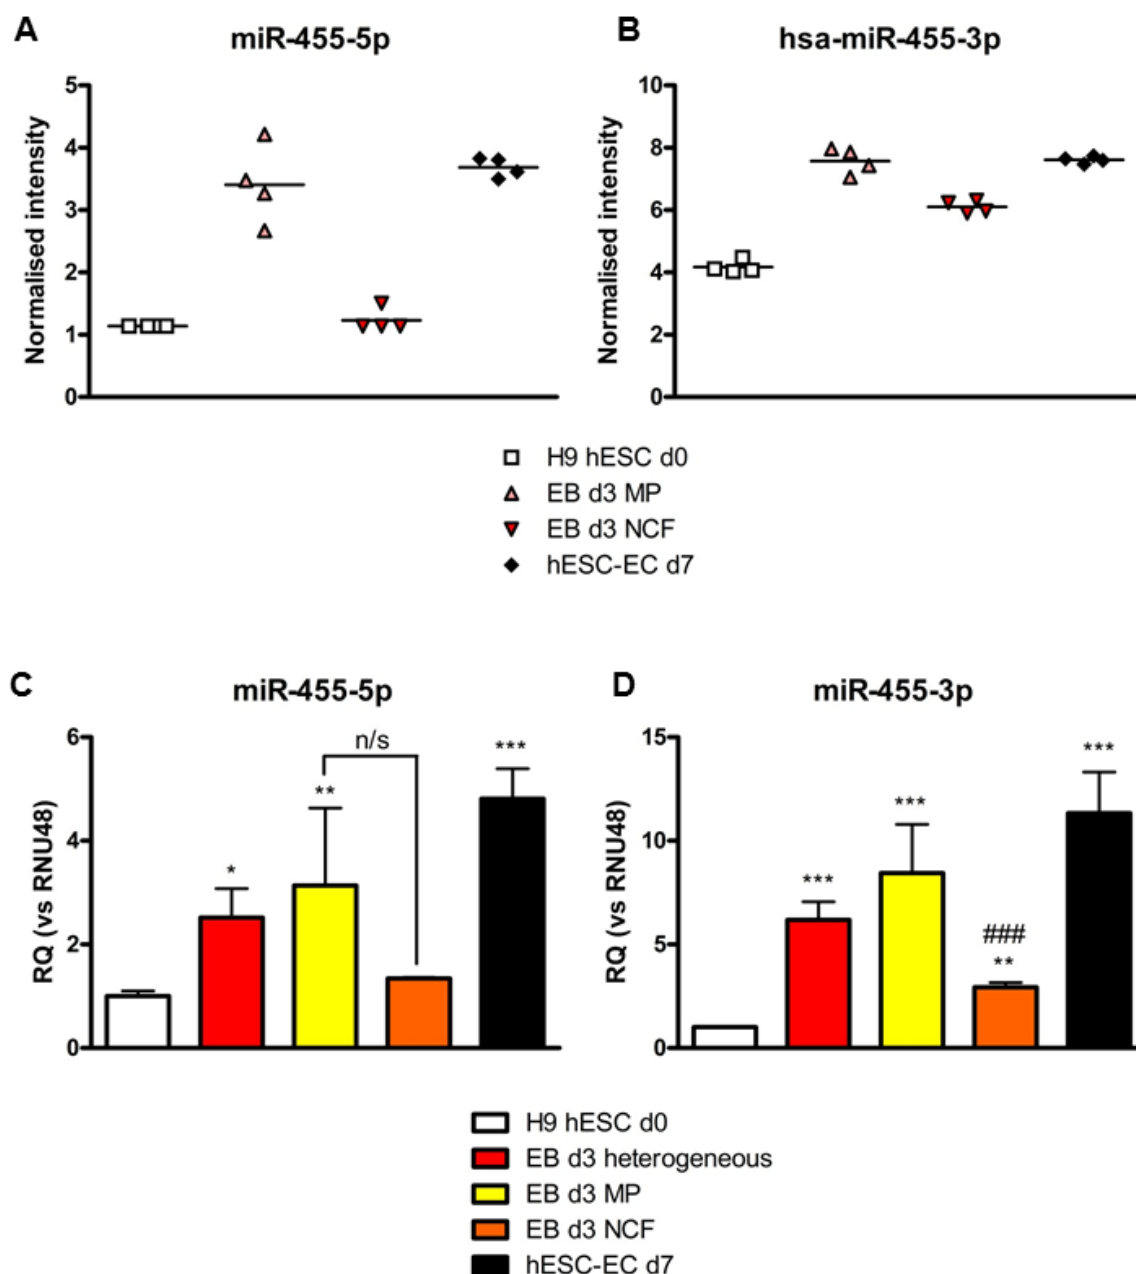 A
miR-455-5p
Normalised intensity
5
4
3
2
1
0
B
hsa-miR-455-3p
Normalised intensity
10
8
6
4
2
0
H9 hESC d0
EB d3 MP
EB d3 NCF
hESC-EC d7
C
miR-455-5p
RQ (vs RNU48)
6
4
2
0
*
**
n/s
***
D
miR-455-3p
RQ (vs RNU48)
15
10
5
0
***
***
###
**
***
H9 hESC d0
EB d3 heterogeneous
EB d3 MP
EB d3 NCF
hESC-EC d7